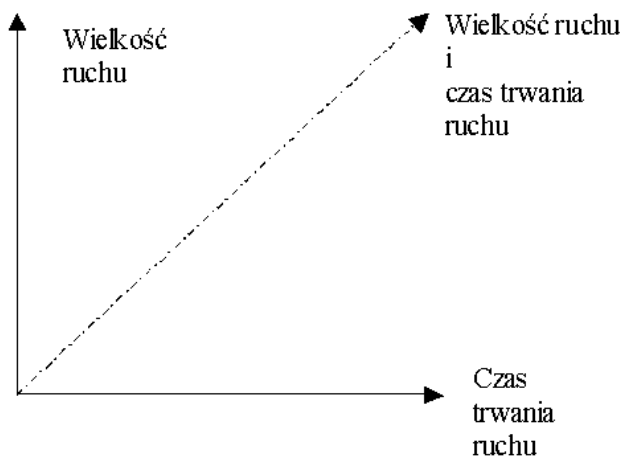 Wielkość
ruchu
Wielkość ruchu
i
czas trwania
ruchu
Czas
trwania
ruchu